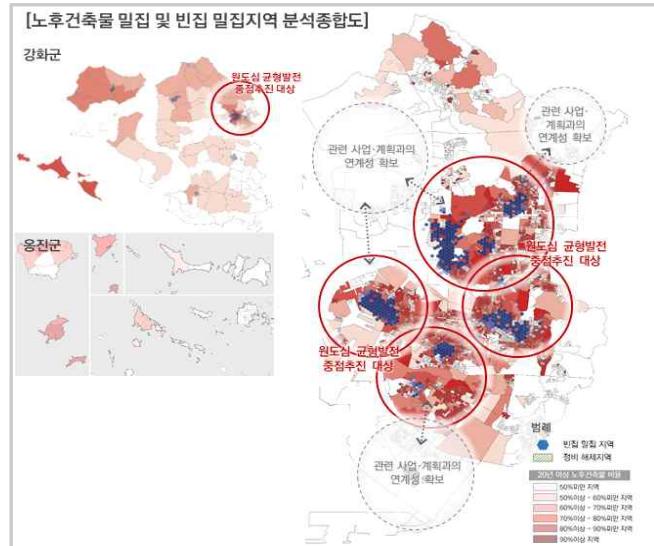 [노후건축물 밀집 및 빈집 밀집지역 분석종합도]
강화군
원도심 균형발전
중점추진 대상
관련 사업·계획과의
연계성 확보
관련 사업·계획과의
연계성 확보
옹진군
원도심 균형발전
중점추진 대상
원도심 균형발전
중점추진 대상
관련 사업·계획과의
연계성 확보
범례
빈집 밀집 지역
정비 해제지역
20년 이상 노후건축물 비율
50%미만 지역
50%이상 ~ 60%미만 지역
60%이상 ~ 70%미만 지역
70%이상 ~ 80%미만 지역
80%이상 ~ 90%미만 지역
90%이상 지역